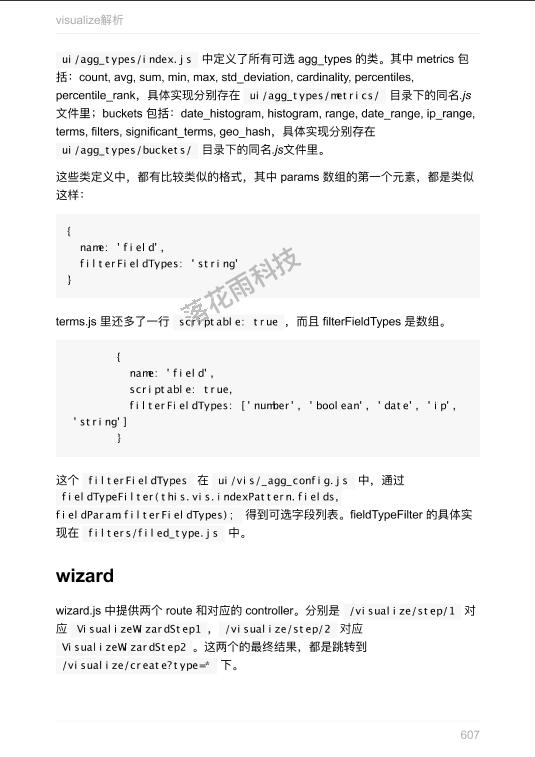 visualize解析
ui/agg_types/index.js 中定义了所有可选 agg_types 的类。其中 metrics 包
括：count, avg, sum, min, max, std_deviation, cardinality, percentiles,
percentile_rank，具体实现分别存在 ui/agg_types/metrics/ 目录下的同名.js
文件里；buckets 包括：date_histogram, histogram, range, date_range, ip_range,
terms, filters, significant_terms, geo_hash，具体实现分别存在
ui/agg_types/buckets/ 目录下的同名.js文件里。
这些类定义中，都有比较类似的格式，其中 params 数组的第一个元素，都是类似
这样：
{
name: 'field',
filterFieldTypes: 'string'
}
落花雨科技
terms.js 里还多了一行 scriptable: true ，而且 filterFieldTypes 是数组。
{
name: 'field',
scriptable: true,
filterFieldTypes: ['number', 'boolean', 'date', 'ip',
'string']
}
这个 filterFieldTypes 在 ui/vis/_agg_config.js 中，通过
fieldTypeFilter(this.vis.indexPattern.fields,
fieldParam.filterFieldTypes); 得到可选字段列表。fieldTypeFilter 的具体实
现在 filters/filed_type.js 中。
wizard
wizard.js 中提供两个 route 和对应的 controller。分别是 /visualize/step/1 对
应 VisualizeWizardStep1 ， /visualize/step/2 对应
VisualizeWizardStep2 。这两个的最终结果，都是跳转到
/visualize/create?type=* 下。
607